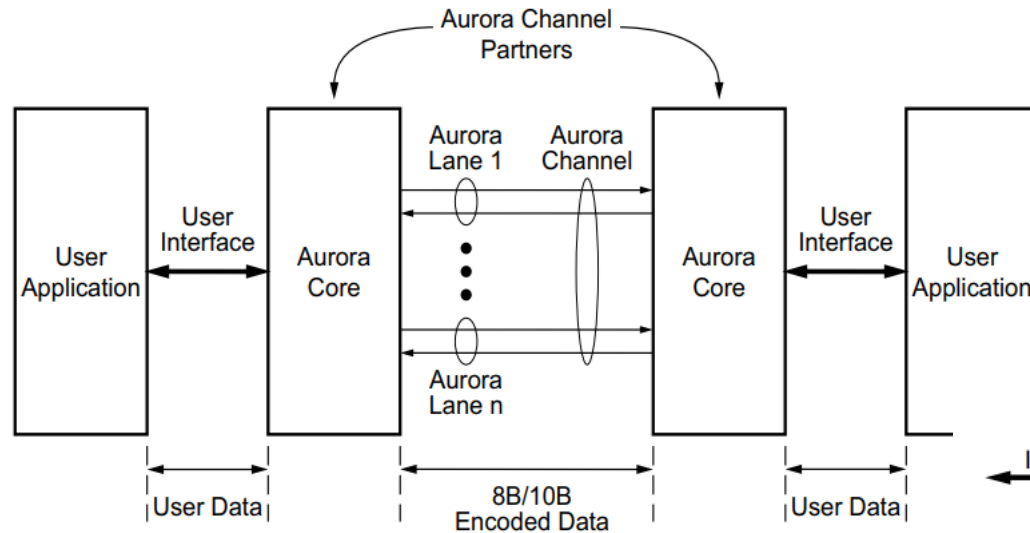 Aurora Channel
Partners
Aurora
Lane 1
Aurora
Channel
User
Interface
User
Interface
User
Application
Aurora
Core
Aurora
Core
User
Application
Aurora
Lane n
User Data
8B/10B
Encoded Data
User Data